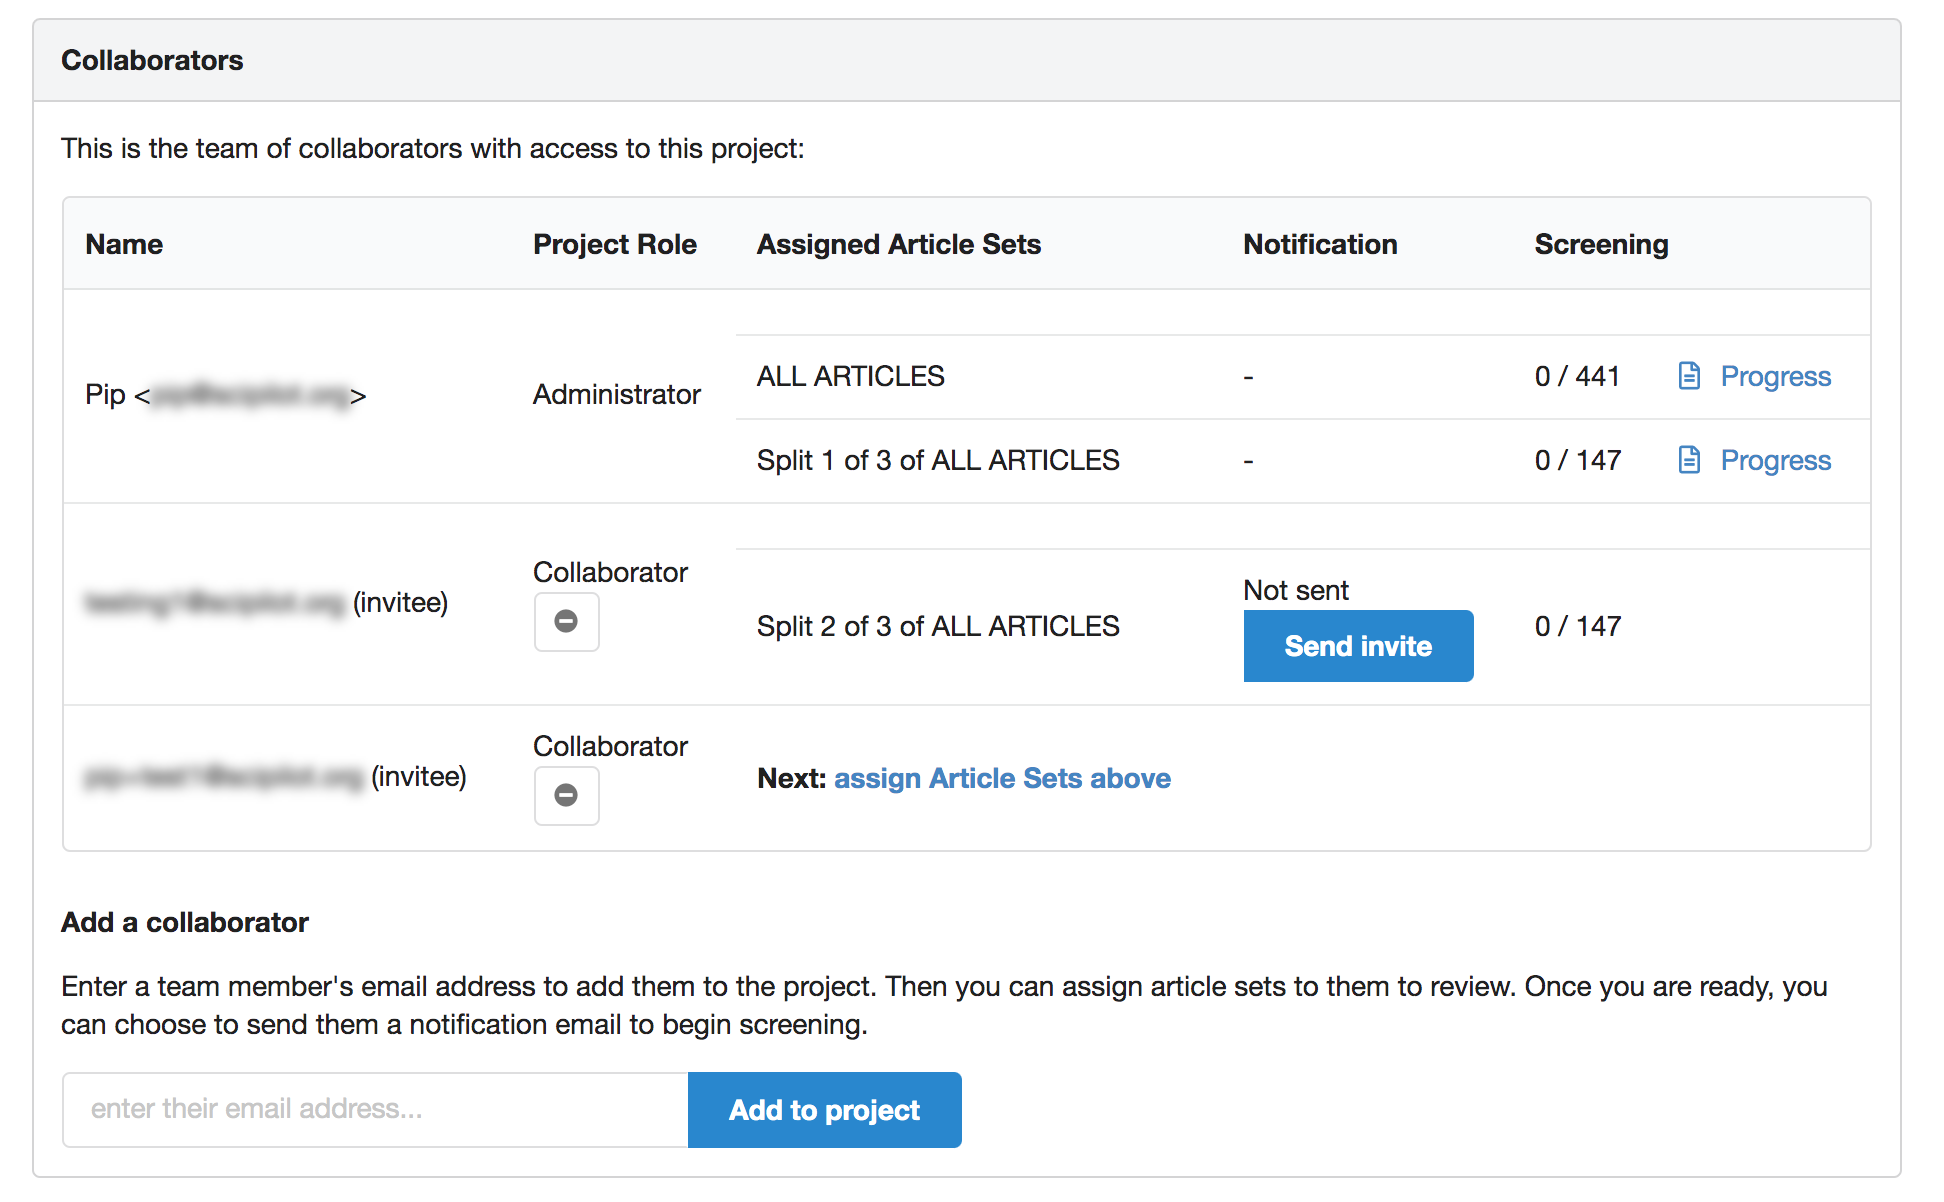 Collaborators
This is the team of collaborators with access to this project:
Name Project Role Assigned Article Sets Notification Screening
Pip < > Administrator
ALL ARTICLES - 0 / 441 Progress
Split 1 of 3 of ALL ARTICLES - 0 / 147 Progress
(invitee) Collaborator
Split 2 of 3 of ALL ARTICLES Not sent 0 / 147
Send invite
(invitee) Collaborator
Next: assign Article Sets above
Add a collaborator
Enter a team member's email address to add them to the project. Then you can assign article sets to them to review. Once you are ready, you
can choose to send them a notification email to begin screening.
enter their email address... Add to project